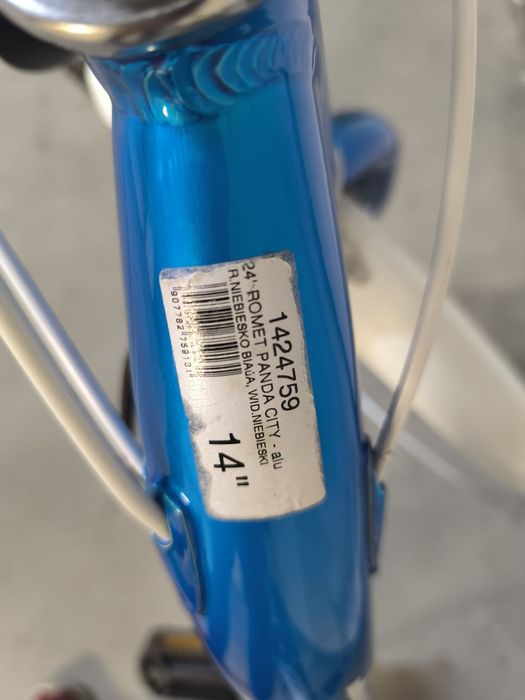 1424759
24" ROMET PANDA CITY - alu
R.NIEBIESKO BIAŁA, WID.NIEBIESKI
14"